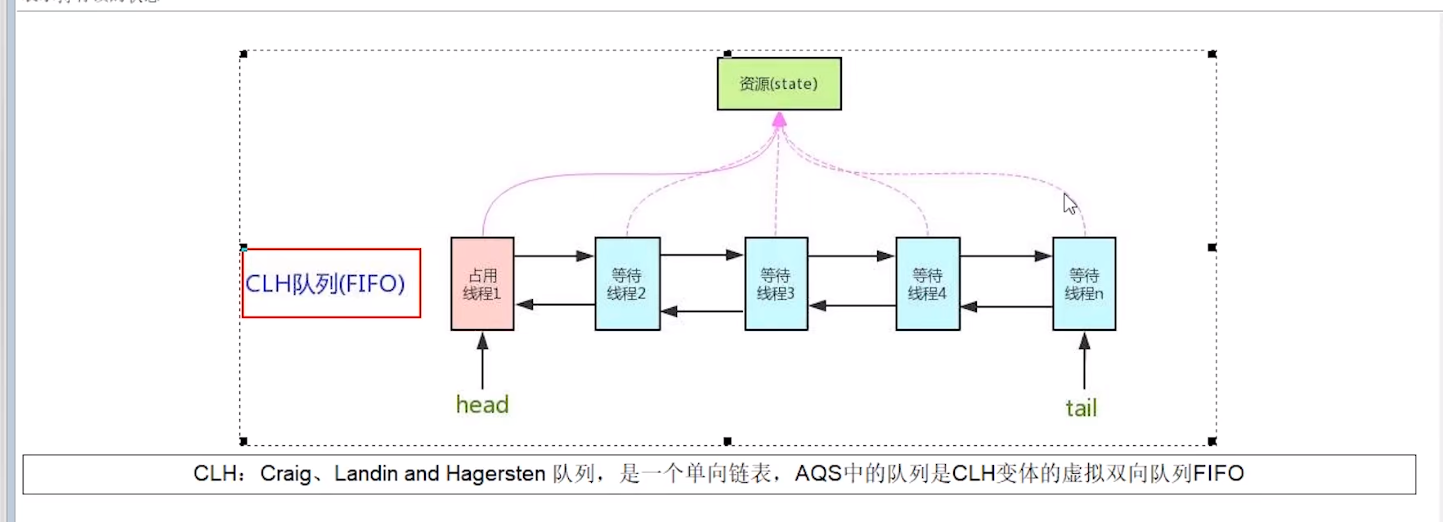 资源(state)
CLH队列(FIFO)
占用
线程1
等待
线程2
等待
线程3
等待
线程4
等待
线程n
head
tail
CLH：Craig、Landin and Hagersten 队列，是一个单向链表，AQS中的队列是CLH变体的虚拟双向队列FIFO